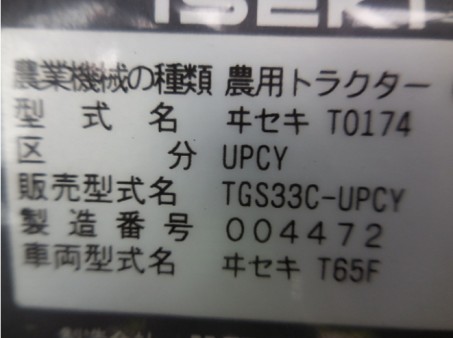 ISEKI
農業機械の種類 農用トラクター
型式名 ヰセキ T0174
区分 UPCY
販売型式名 TGS33C-UPCY
製造番号 004472
車両型式名 ヰセキ T65F